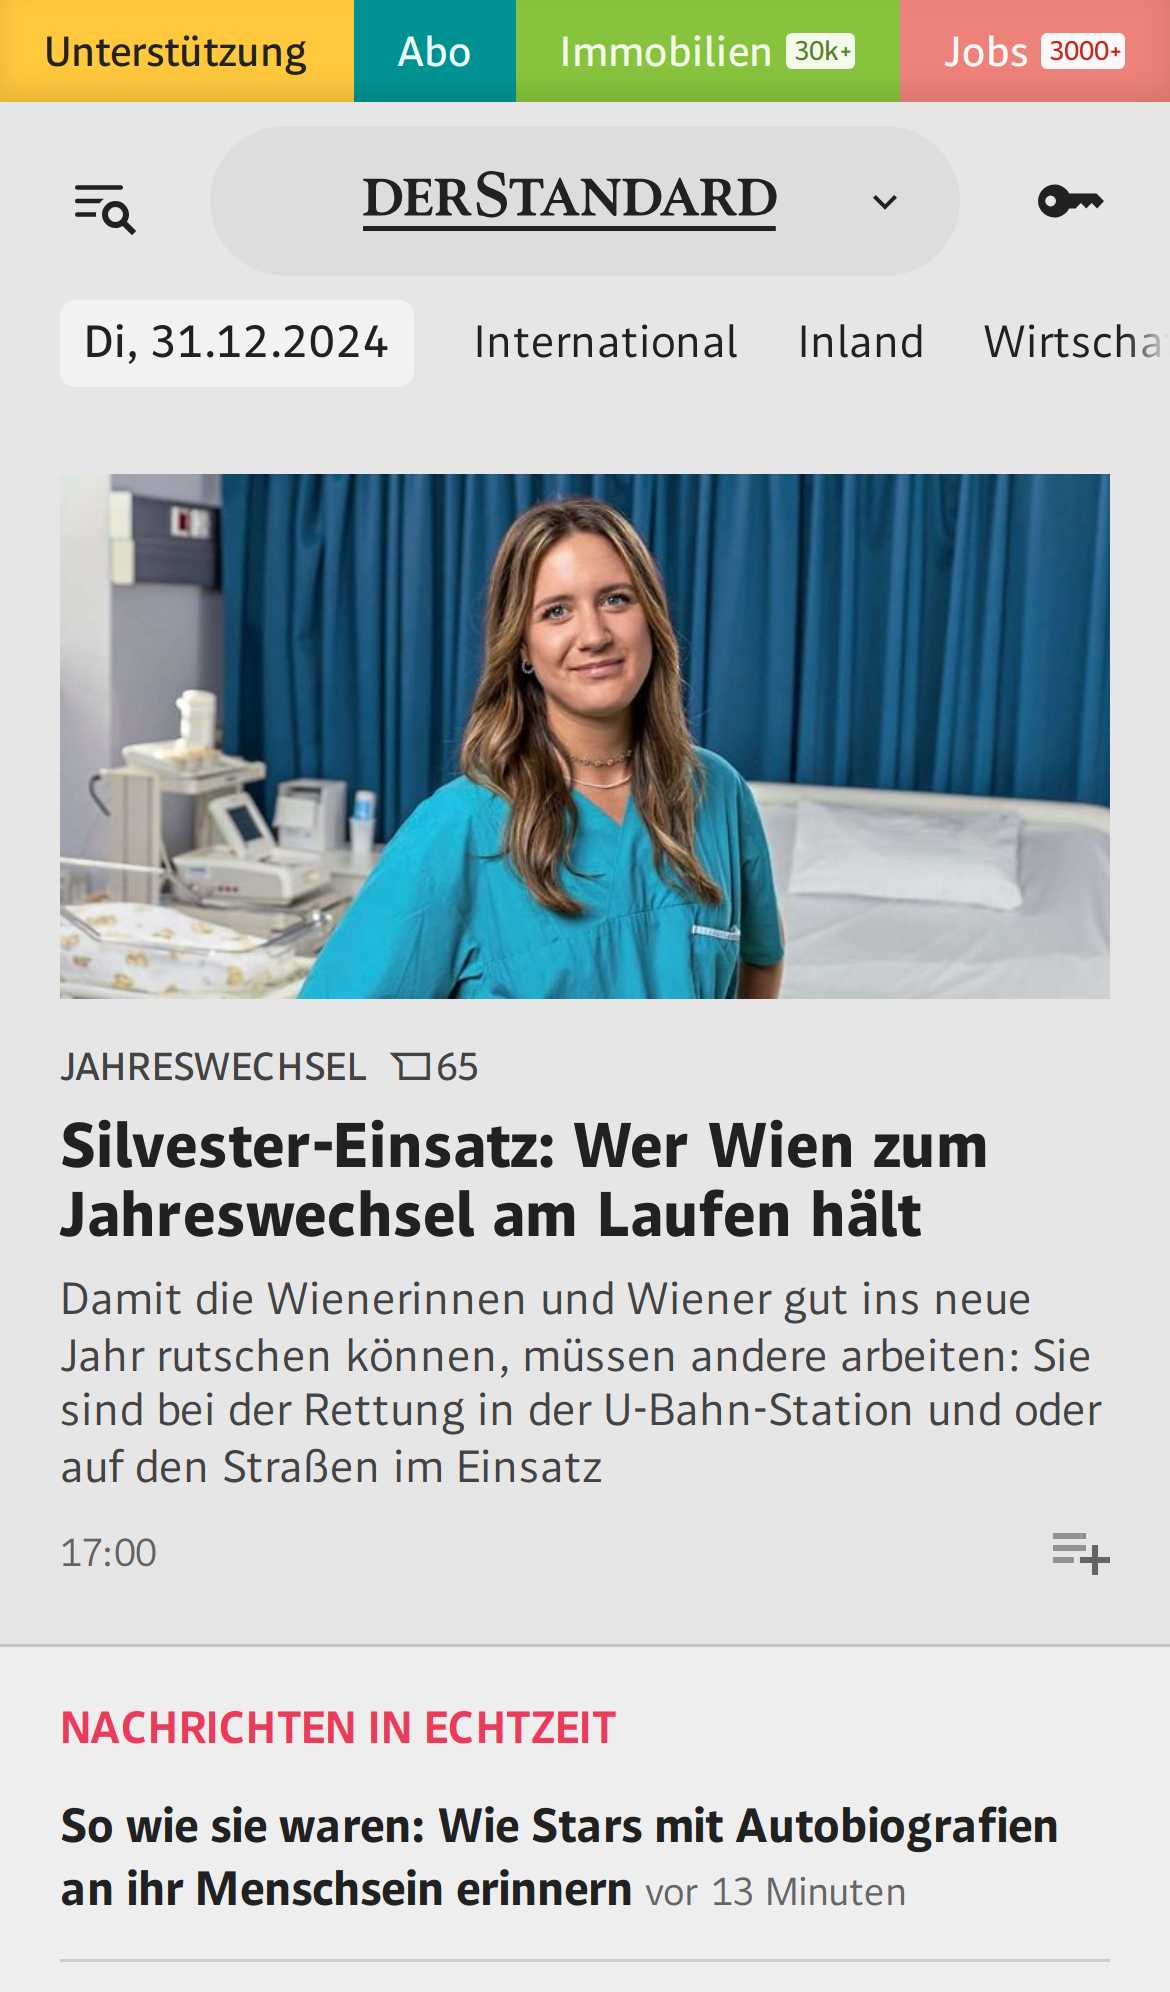 Unterstützung
Abo
Immobilien 30k+
Jobs 3000+
DERSTANDARD
Di, 31.12.2024
International
Inland
Wirtscha
JAHRESWECHSEL 65
Silvester-Einsatz: Wer Wien zum
Jahreswechsel am Laufen hält
Damit die Wienerinnen und Wiener gut ins neue
Jahr rutschen können, müssen andere arbeiten: Sie
sind bei der Rettung in der U-Bahn-Station und oder
auf den Straßen im Einsatz
17:00
NACHRICHTEN IN ECHTZEIT
So wie sie waren: Wie Stars mit Autobiografien
an ihr Menschsein erinnern vor 13 Minuten